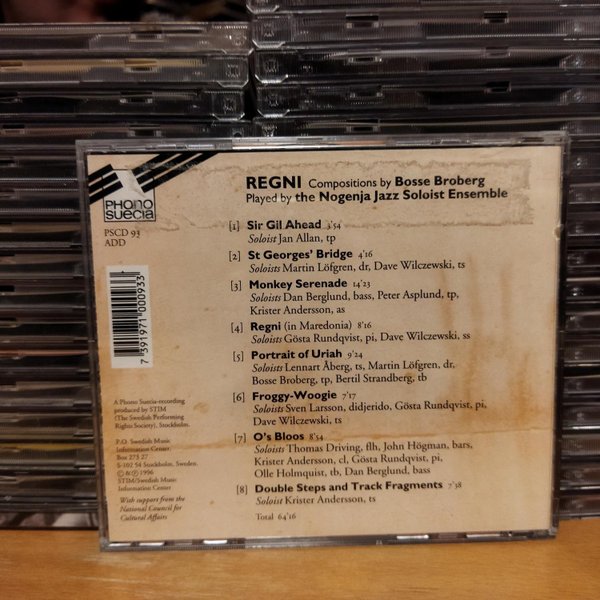 REGNI Compositions by Bosse Broberg
Played by the Nogenja Jazz Soloist Ensemble
PHONO
SUECIA
PSCD 93
ADD
[1] Sir Gil Ahead 3'54
Soloist Jan Allan, tp
[2] St Georges' Bridge 4'16
Soloists Martin Löfgren, dr, Dave Wilczewski, ts
[3] Monkey Serenade 14'23
Soloists Dan Berglund, bass, Peter Asplund, tp,
Krister Andersson, as
[4] Regni (in Maredonia) 8'16
Soloists Gösta Rundqvist, pi, Dave Wilczewski, ss
[5] Portrait of Uriah 9'24
Soloists Lennart Åberg, ts, Martin Löfgren, dr,
Bosse Broberg, tp, Bertil Strandberg, tb
[6] Froggy-Woogie 7'17
Soloists Sven Larsson, didjerido, Gösta Rundqvist, pi,
Dave Wilczewski, ts
[7] O's Bloos 8'54
Soloists Thomas Driving, flh, John Högman, bars,
Krister Andersson, cl, Gösta Rundqvist, pi,
Olle Holmquist, tb, Dan Berglund, bass
[8] Double Steps and Track Fragments 7'38
Soloist Krister Andersson, ts
Total 64'16
7 391971 000933
A Phono Suecia-recording
produced by STIM
(The Swedish Performing
Rights Society), Stockholm.
P.O. Swedish Music
Information Center.
Box 273 27
S-102 54 Stockholm, Sweden.
© & ℗ 1996
STIM/Swedish Music
Information Center
With support from the
National Council for
Cultural Affairs